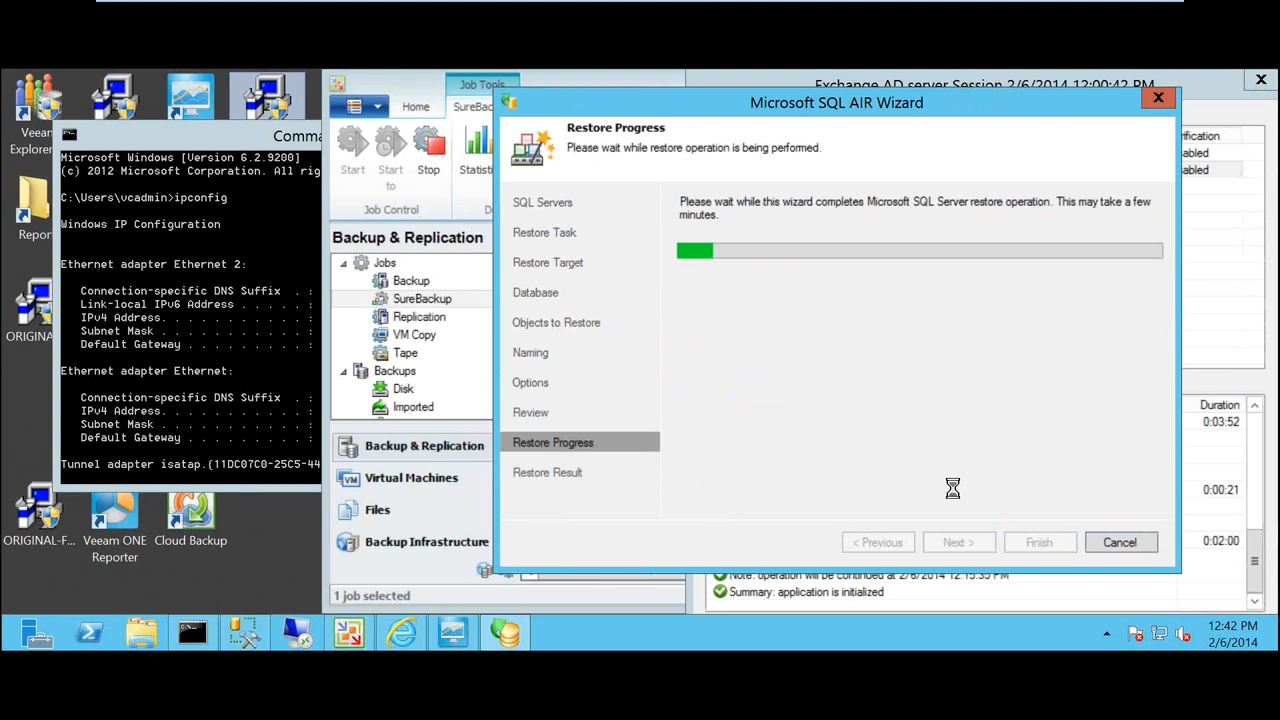 Exchange AD server Session 2/6/2014 12:00:42 PM
Job Tools
Home
SureBa
Veeam
Explorer
Report
ORIGINAL
ORIGINAL-F...
Veeam ONE
Reporter
Cloud Backup
Comma
Microsoft Windows [Version 6.2.9200]
(c) 2012 Microsoft Corporation. All rig
C:\Users\vcadmin>ipconfig
Windows IP Configuration
Ethernet adapter Ethernet 2:
Connection-specific DNS Suffix . :
Link-local IPv6 Address . . . . . :
IPv4 Address. . . . . . . . . . . :
Subnet Mask . . . . . . . . . . . :
Default Gateway . . . . . . . . . :
Ethernet adapter Ethernet:
Connection-specific DNS Suffix . :
IPv4 Address. . . . . . . . . . . :
Subnet Mask . . . . . . . . . . . :
Default Gateway . . . . . . . . . :
Tunnel adapter isatap.{11DC07C0-25C5-44
Start
Start
to
Stop
Statisti
Job Control
Backup & Replication
Jobs
Backup
SureBackup
Replication
VM Copy
Tape
Backups
Disk
Imported
Backup & Replication
Virtual Machines
Files
Backup Infrastructure
1 job selected
Microsoft SQL AIR Wizard
Restore Progress
Please wait while restore operation is being performed.
SQL Servers
Restore Task
Restore Target
Database
Objects to Restore
Naming
Options
Review
Restore Progress
Restore Result
Please wait while this wizard completes Microsoft SQL Server restore operation. This may take a few
minutes.
< Previous
Next >
Finish
Cancel
rification
abled
abled
Duration
0:03:52
0:00:21
0:02:00
Note: operation will be continued at 2/6/2014 12:15:35 PM
Summary: application is initialized
12:42 PM
2/6/2014